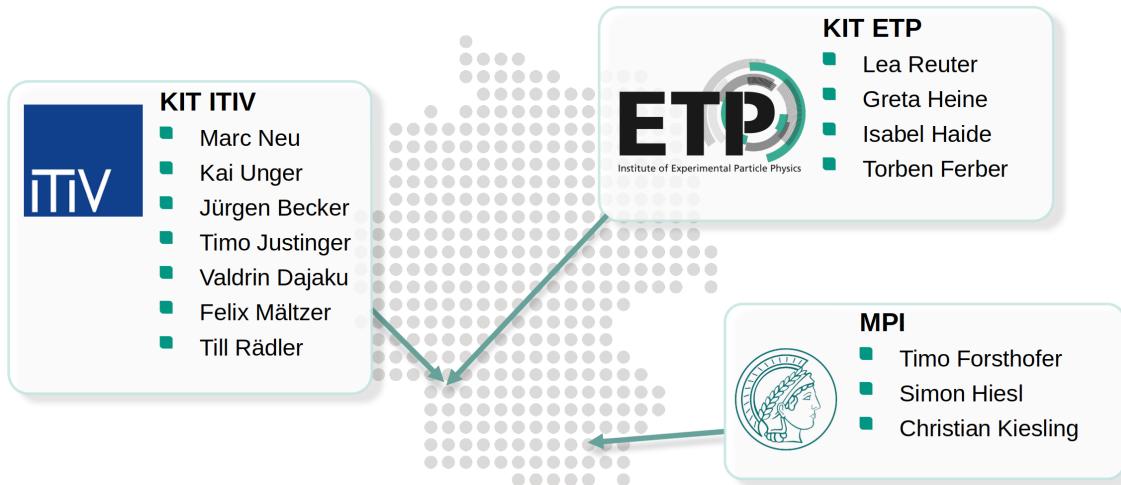 KIT ITIV
iTiV
Marc Neu
Kai Unger
Jürgen Becker
Timo Justinger
Valdrin Dajaku
Felix Mältzer
Till Rädler
KIT ETP
ETP
Institute of Experimental Particle Physics
Lea Reuter
Greta Heine
Isabel Haide
Torben Ferber
MPI
Timo Forsthofer
Simon Hiesl
Christian Kiesling